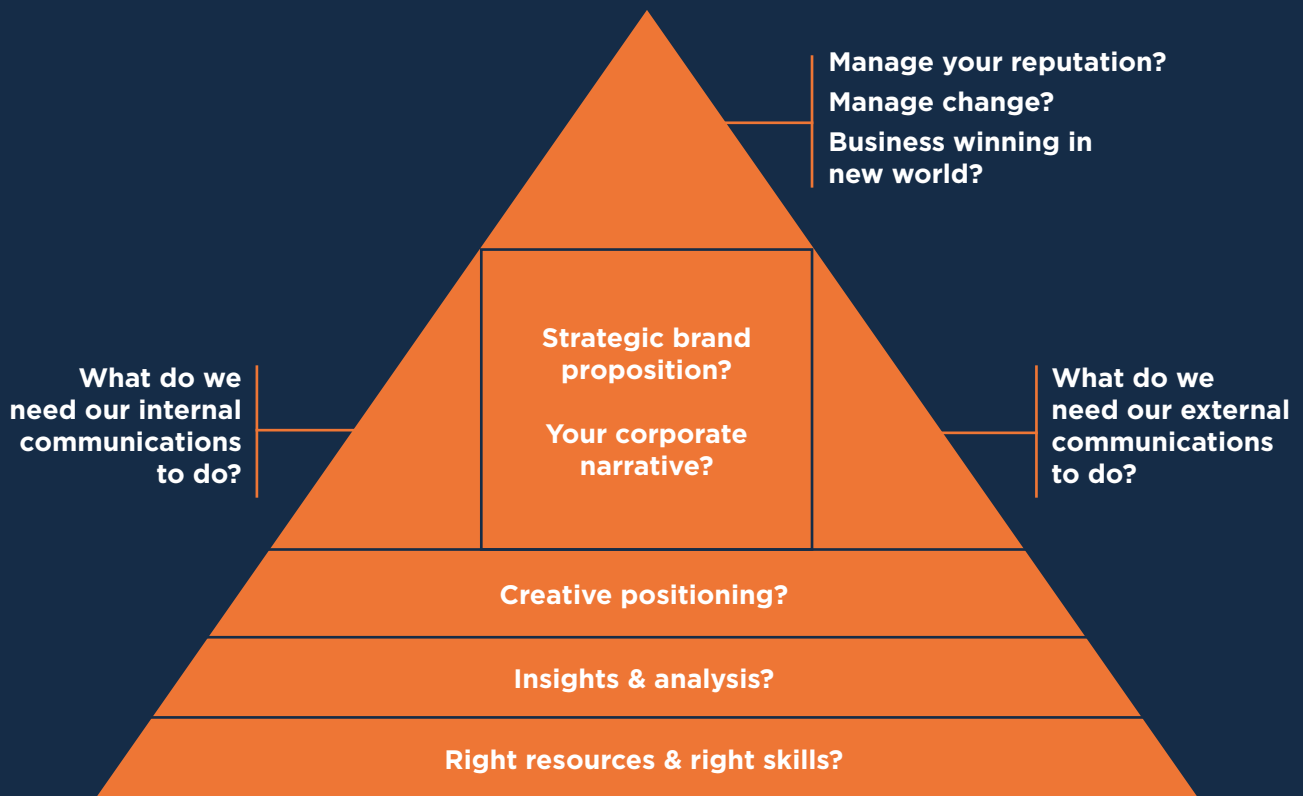 Manage your reputation?
Manage change?
Business winning in
new world?
Strategic brand
proposition?
Your corporate
narrative?
What do we
need our internal
communications
to do?
What do we
need our external
communications
to do?
Creative positioning?
Insights & analysis?
Right resources & right skills?